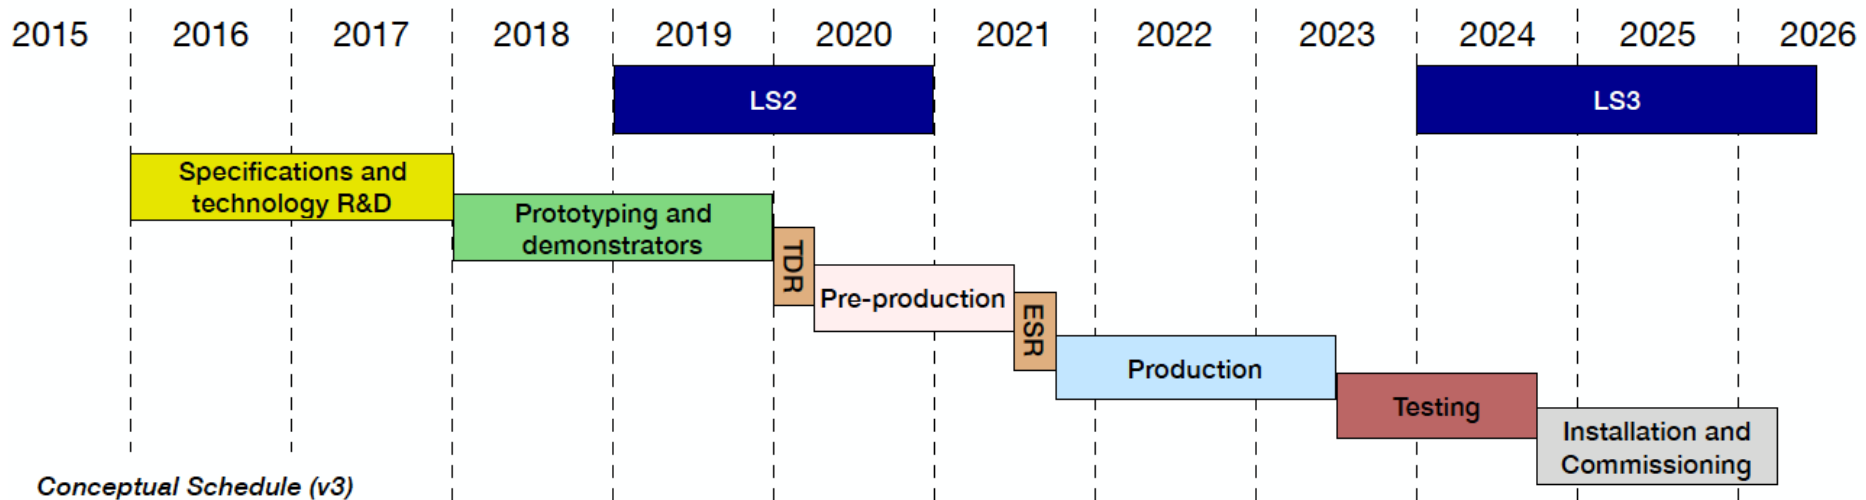 2015 2016 2017 2018 2019 2020 2021 2022 2023 2024 2025 2026
LS2
LS3
Specifications and
technology R&D
Prototyping and
demonstrators
TDR
Pre-production
ESR
Production
Testing
Installation and
Commissioning
Conceptual Schedule (v3)